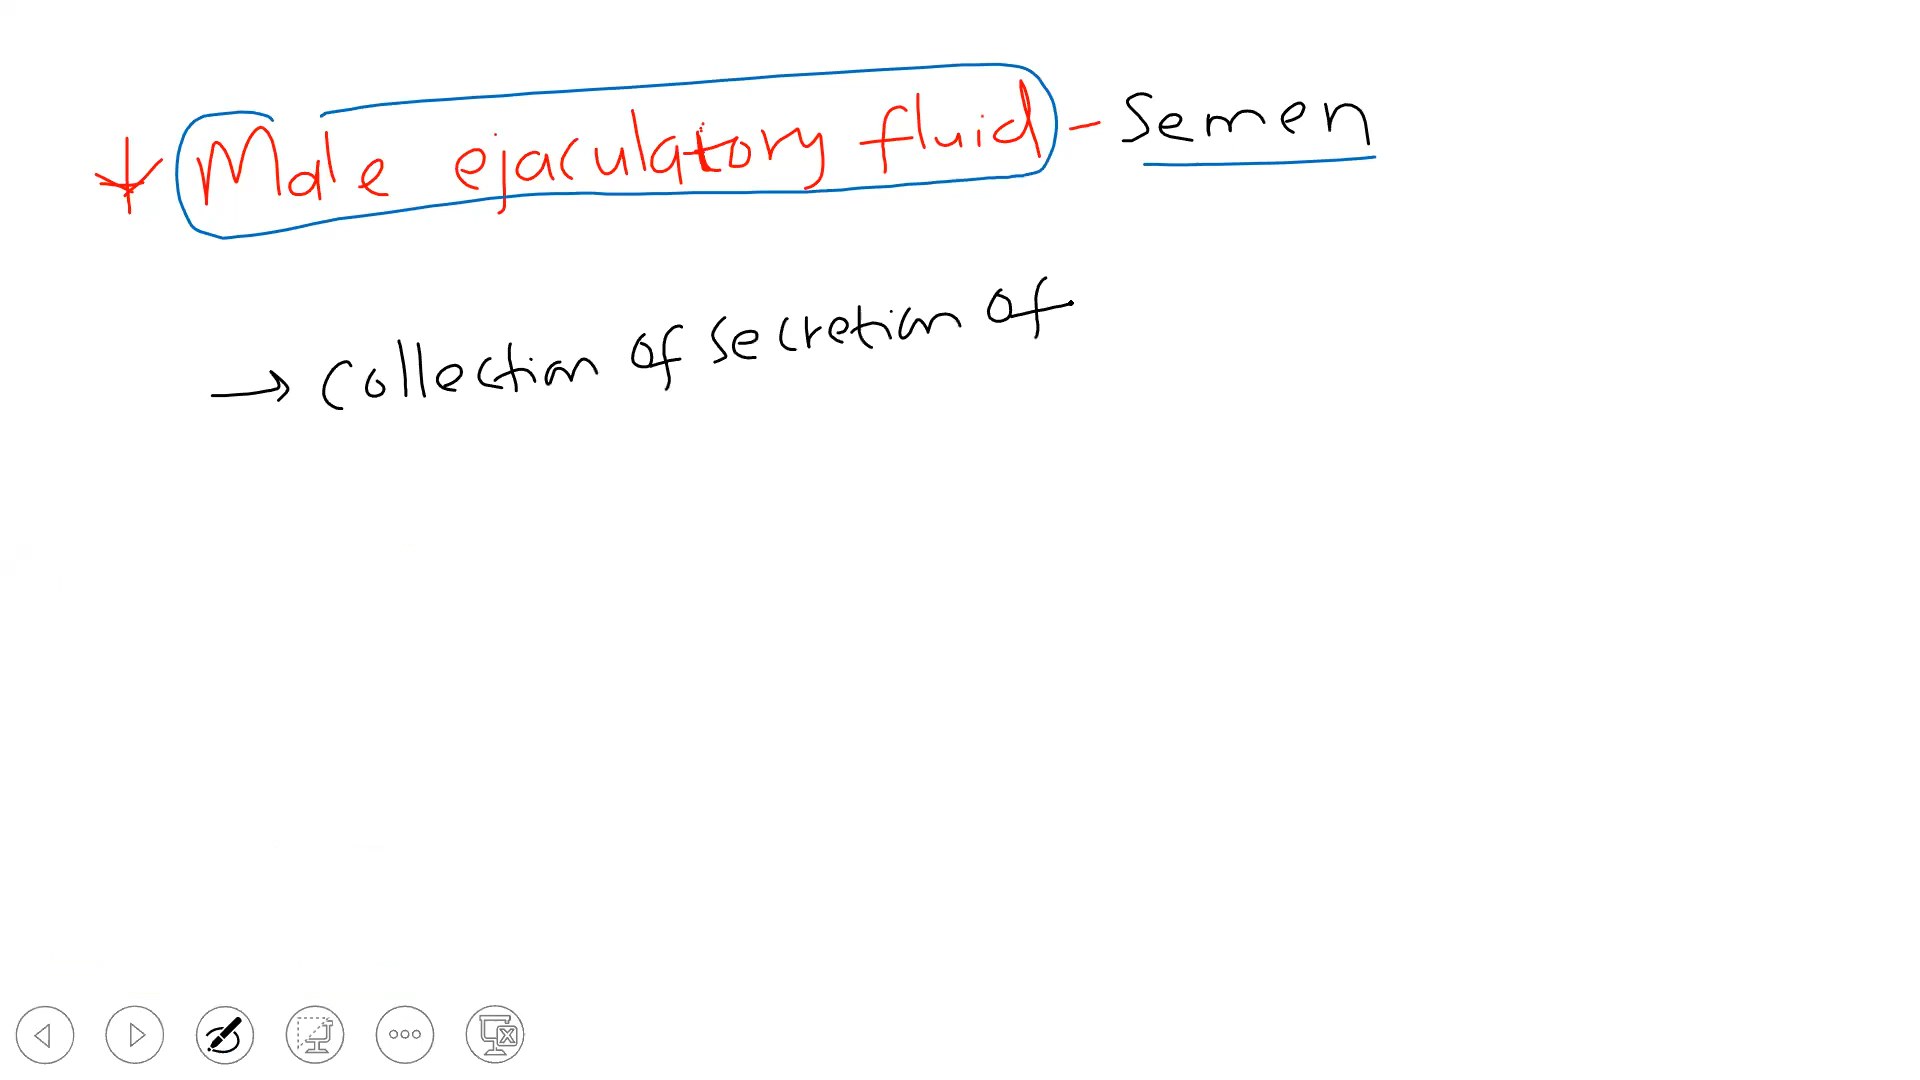 * Male ejaculatory fluid - Semen
→ Collection of secretion of